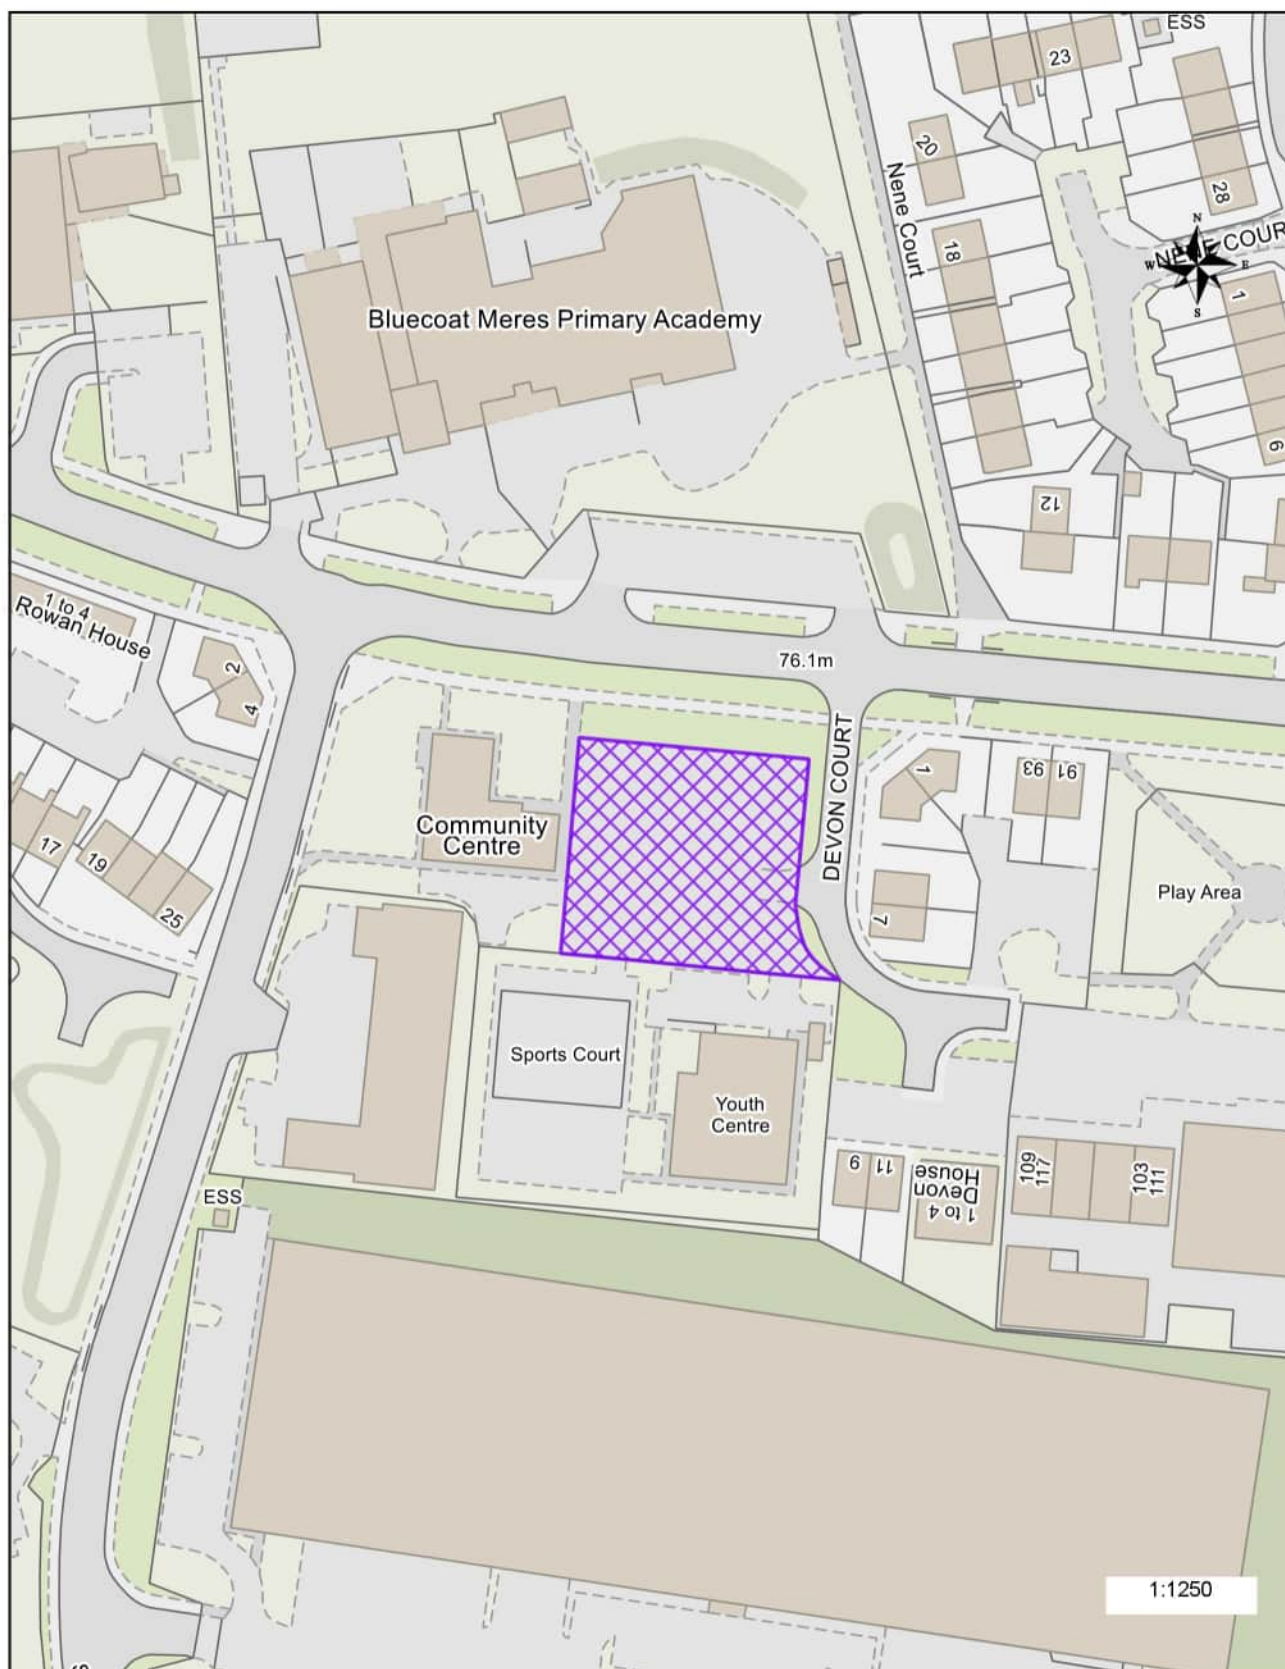 ESS
23
20
Nene Court
28
N
NENE COUR
W
E
S
18
1
Bluecoat Meres Primary Academy
6
12
1 to 4
Rowan House
2
4
76.1m
DEVON COURT
1
93
91
Community
Centre
17
19
25
7
Play Area
Sports Court
Youth
Centre
9
11
1 to 4
Devon
House
109
117
103
111
ESS
1:1250